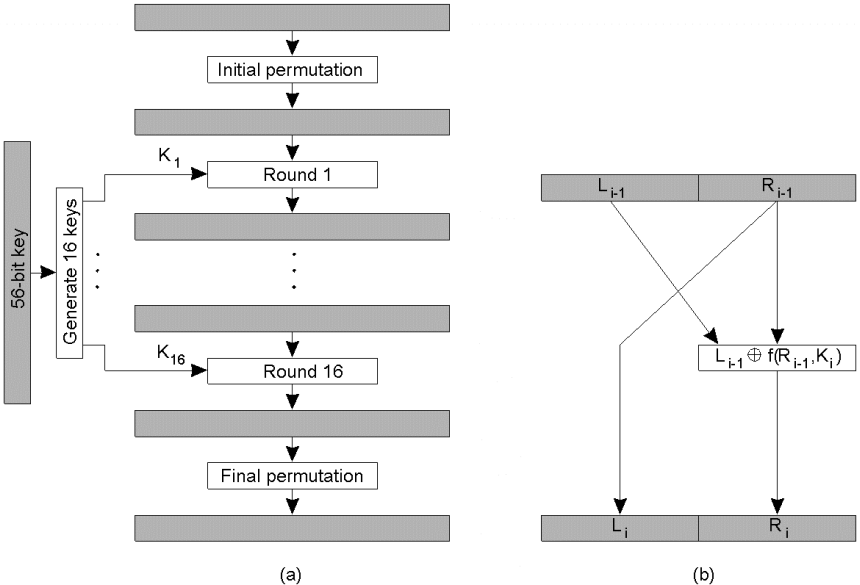 Initial permutation
K1
Round 1
56-bit key
Generate 16 keys
K16
Round 16
Final permutation
(a)
Li-1
Ri-1
Li-1 ⊕ f(Ri-1,Ki)
Li
Ri
(b)